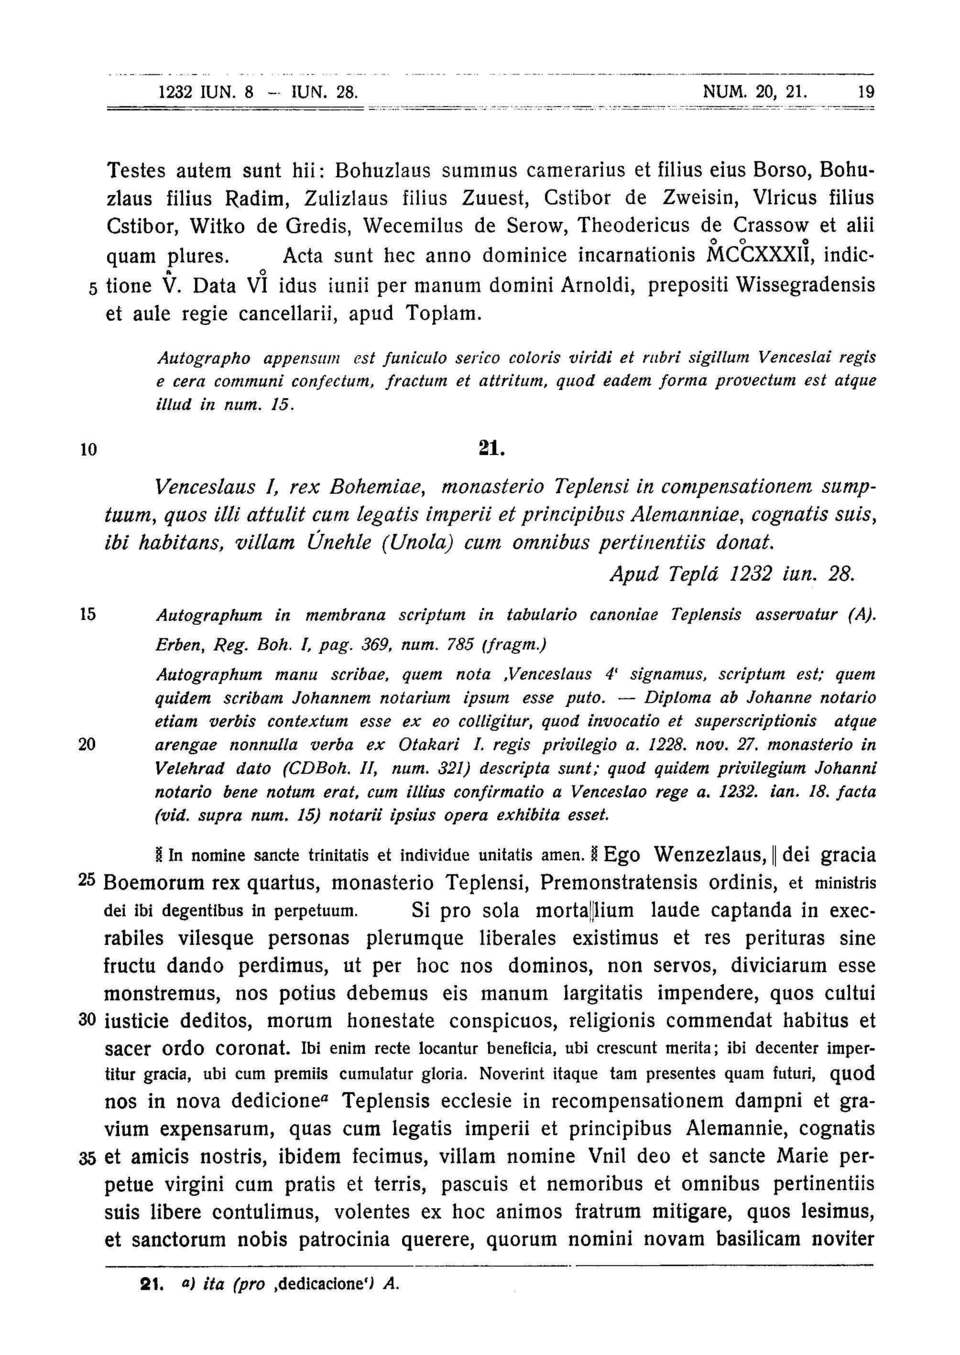 1232 IUN. 8 – IUN. 28. NUM. 20, 21. 19
Testes autem sunt hii: Bohuzlaus summus camerarius et filius eius Borso, Bohu-
zlaus filius Radim, Zulizlaus filius Zuuest, Cstibor de Zweisin, Vlricus filius
Cstibor, Witko de Gredis, Wecemilus de Serow, Theodericus de Crassow et alii
quam plures. Acta sunt hec anno dominice incarnationis M̊C̊CXXXII̊, indic-
5 tione V̊. Data VI̊ idus iunii per manum domini Arnoldi, prepositi Wissegradensis
et aule regie cancellarii, apud Toplam.
Autographo appensum est funiculo serico coloris viridi et rubri sigillum Venceslai regis
e cera communi confectum, fractum et attritum, quod eadem forma provectum est atque
illud in num. 15.
10 21.
Venceslaus I, rex Bohemiae, monasterio Teplensi in compensationem sump-
tuum, quos illi attulit cum legatis imperii et principibus Alemanniae, cognatis suis,
ibi habitans, villam Únehle (Unola) cum omnibus pertinentiis donat.
Apud Teplá 1232 iun. 28.
15 Autographum in membrana scriptum in tabulario canoniae Teplensis asservatur (A).
Erben, Reg. Boh. I, pag. 369, num. 785 (fragm.)
Autographum manu scribae, quem nota ‚Venceslaus 4‘ signamus, scriptum est; quem
quidem scribam Johannem notarium ipsum esse puto. — Diploma ab Johanne notario
etiam verbis contextum esse ex eo colligitur, quod invocatio et superscriptionis atque
20 arengae nonnulla verba ex Otakari I. regis privilegio a. 1228. nov. 27. monasterio in
Velehrad dato (CDBoh. II, num. 321) descripta sunt; quod quidem privilegium Johanni
notario bene notum erat, cum illius confirmatio a Venceslao rege a. 1232. ian. 18. facta
(vid. supra num. 15) notarii ipsius opera exhibita esset.
In nomine sancte trinitatis et individue unitatis amen. Ego Wenzezlaus, || dei gracia
25 Boemorum rex quartus, monasterio Teplensi, Premonstratensis ordinis, et ministris
dei ibi degentibus in perpetuum. Si pro sola morta||lium laude captanda in exec-
rabiles vilesque personas plerumque liberales existimus et res perituras sine
fructu dando perdimus, ut per hoc nos dominos, non servos, diviciarum esse
monstremus, nos potius debemus eis manum largitatis impendere, quos cultui
30 iusticie deditos, morum honestate conspicuos, religionis commendat habitus et
sacer ordo coronat. Ibi enim recte locantur beneficia, ubi crescunt merita; ibi decenter imper-
titur gracia, ubi cum premiis cumulatur gloria. Noverint itaque tam presentes quam futuri, quod
nos in nova dedicioneᵃ Teplensis ecclesie in recompensationem dampni et gra-
vium expensarum, quas cum legatis imperii et principibus Alemannie, cognatis
35 et amicis nostris, ibidem fecimus, villam nomine Vnil deo et sancte Marie per-
petue virgini cum pratis et terris, pascuis et nemoribus et omnibus pertinentiis
suis libere contulimus, volentes ex hoc animos fratrum mitigare, quos lesimus,
et sanctorum nobis patrocinia querere, quorum nomini novam basilicam noviter
21. a) ita (pro ‚dedicacione‘) A.